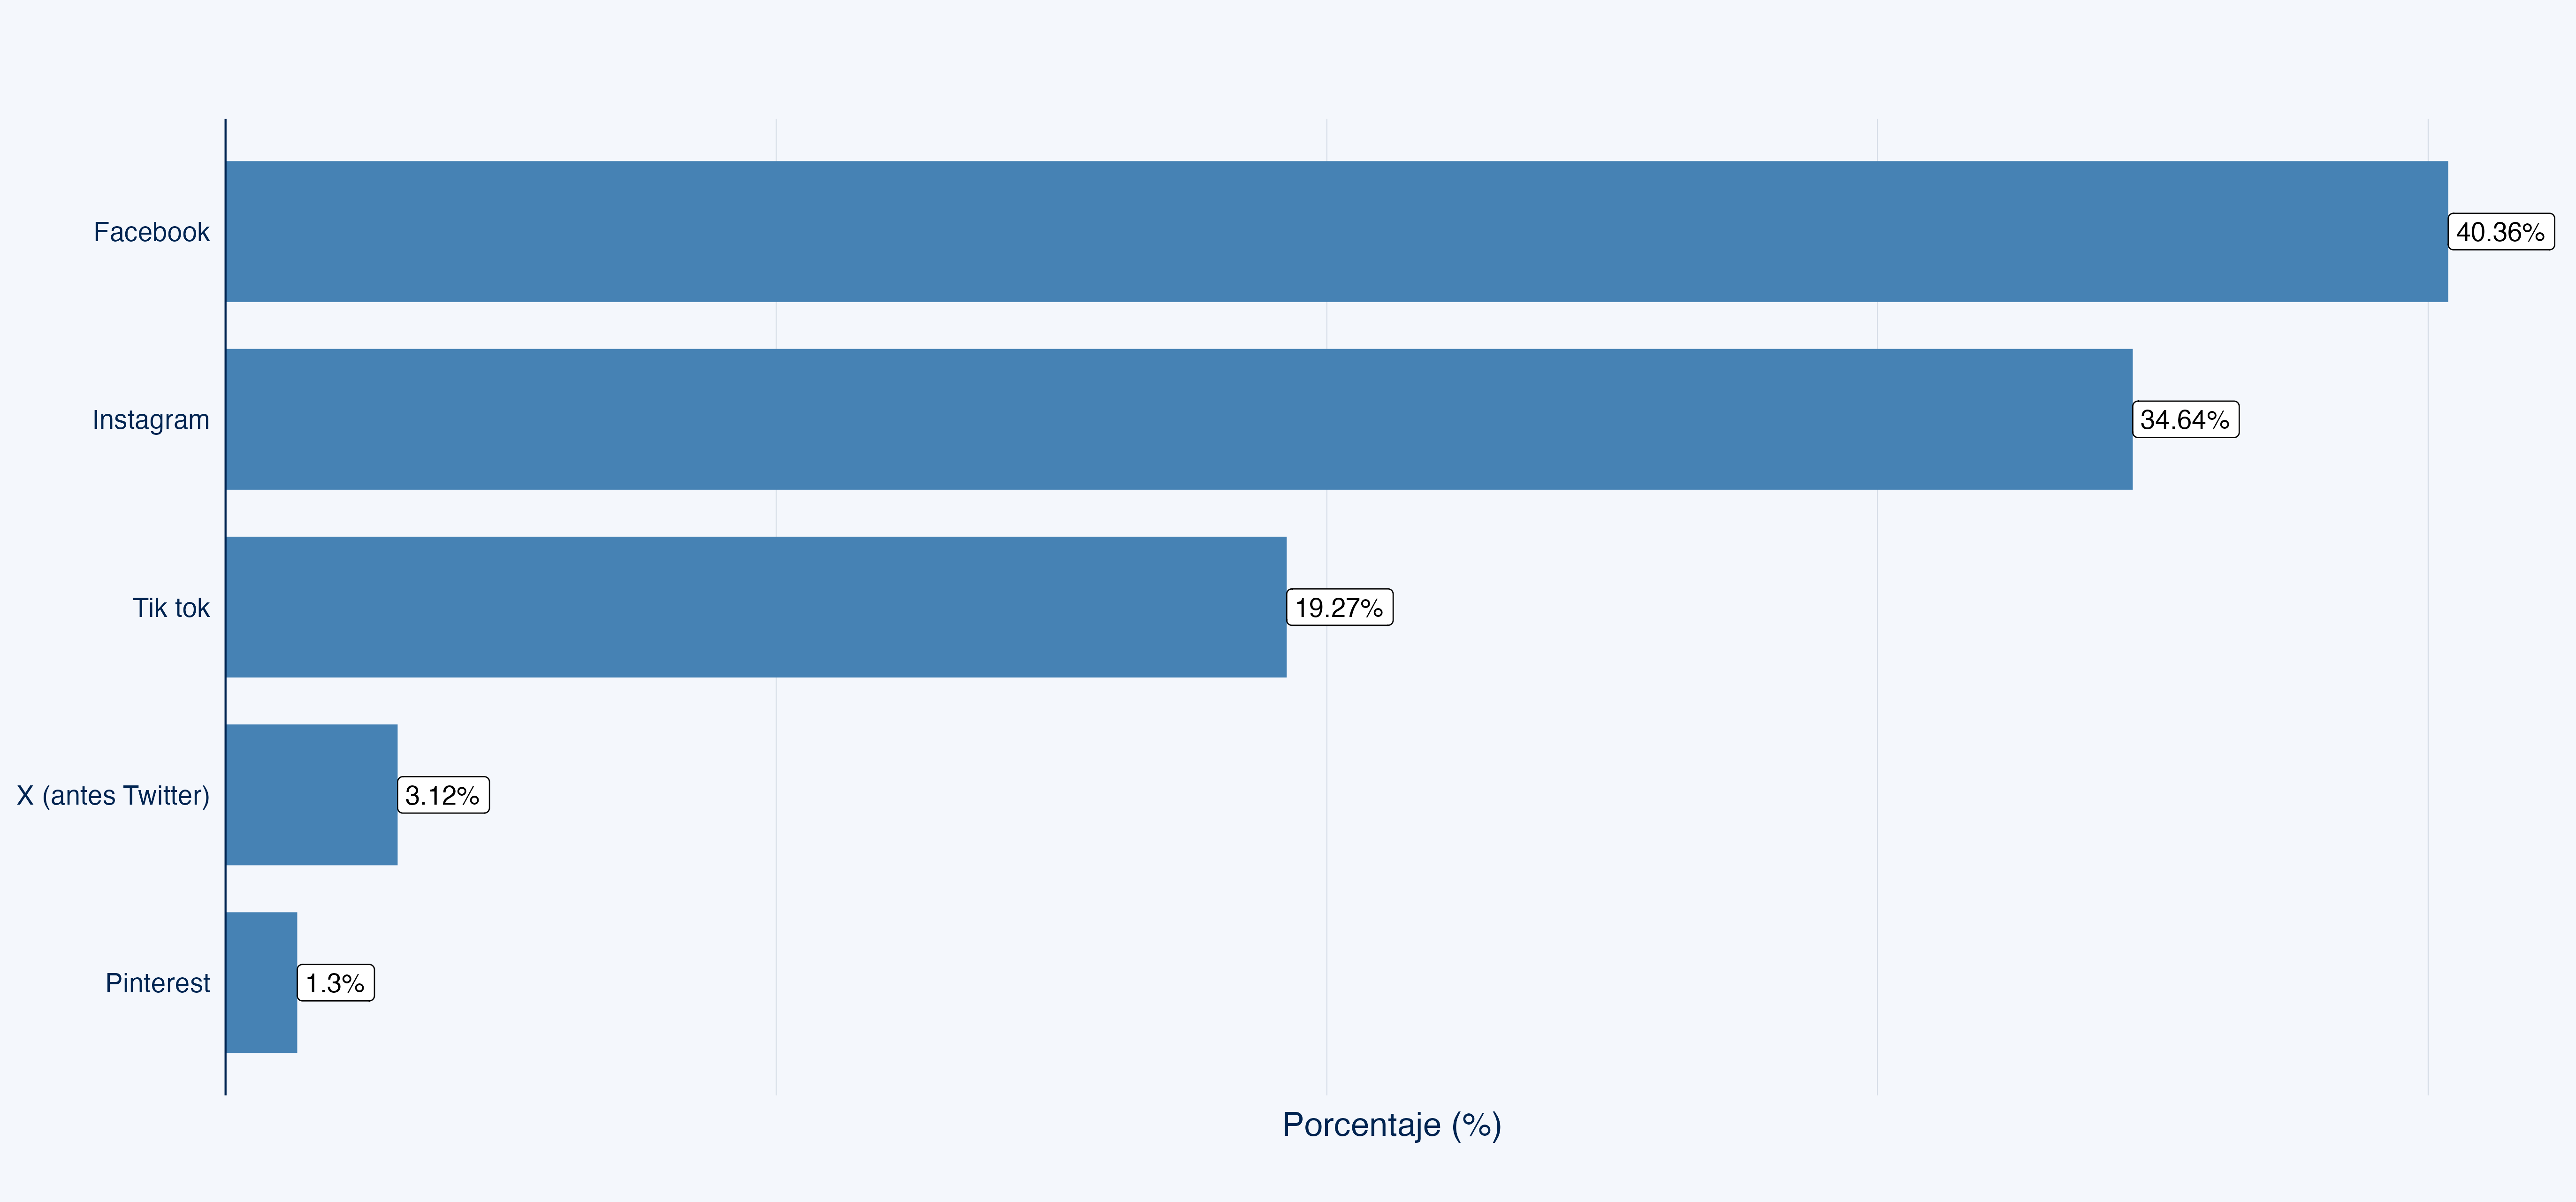 Facebook
40.36%
Instagram
34.64%
Tik tok
19.27%
X (antes Twitter)
3.12%
Pinterest
1.3%
Porcentaje (%)